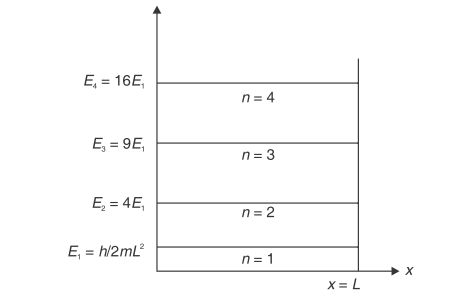 E₄ = 16E₁
n = 4
E₃ = 9E₁
n = 3
E₂ = 4E₁
n = 2
E₁ = h/2mL²
n = 1
x
x = L